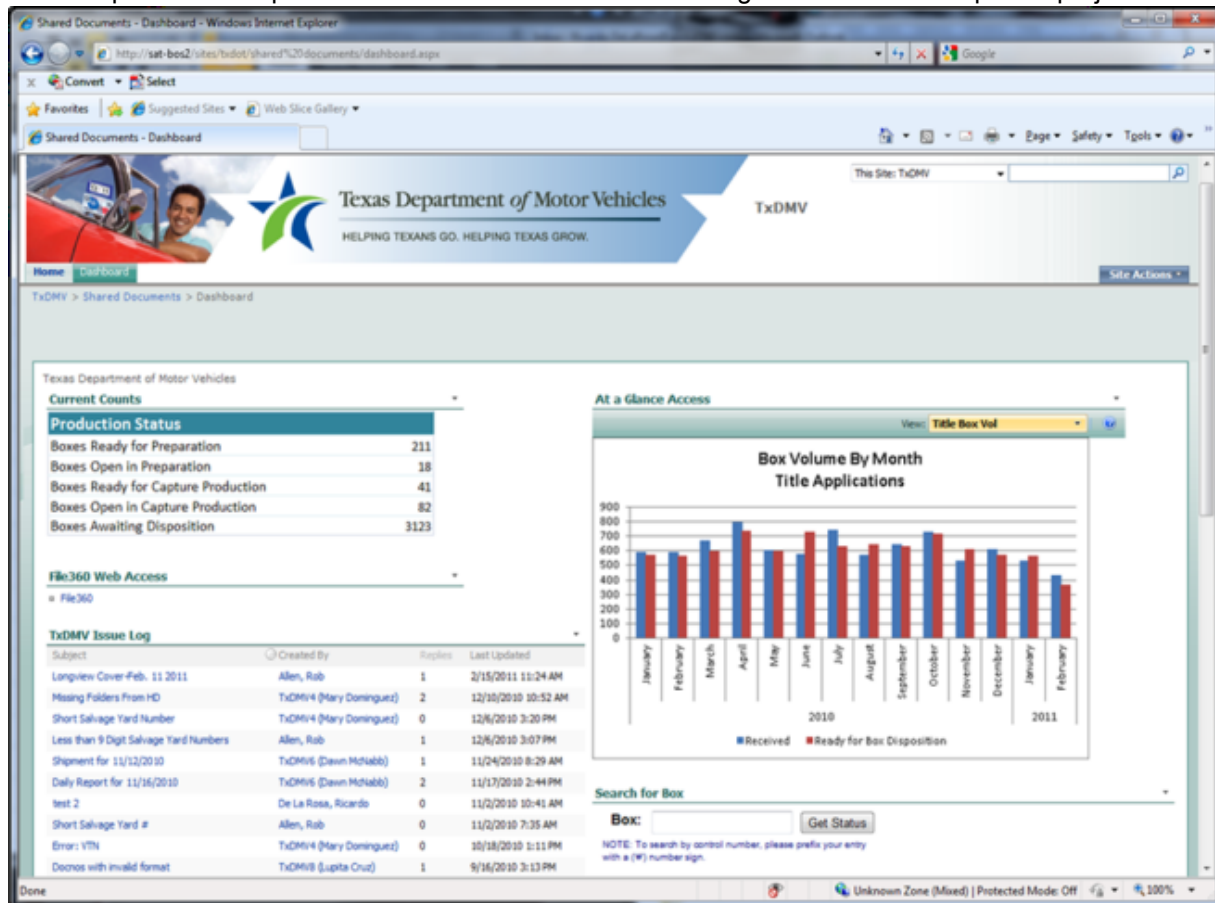 Shared Documents - Dashboard - Windows Internet Explorer
http://sat-bos2/sites/txdot/shared%20documents/dashboard.aspx
Google
x Convert Select
Favorites Suggested Sites Web Slice Gallery
Shared Documents - Dashboard
Page Safety Tools
Texas Department of Motor Vehicles
HELPING TEXANS GO. HELPING TEXAS GROW.
TxDMV
This Site: TxDMV
Home Dashboard
Site Actions
TxDMV > Shared Documents > Dashboard
Texas Department of Motor Vehicles
Current Counts
Production Status
Boxes Ready for Preparation 211
Boxes Open in Preparation 18
Boxes Ready for Capture Production 41
Boxes Open in Capture Production 82
Boxes Awaiting Disposition 3123
File360 Web Access
File360
TxDMV Issue Log
Subject Created By Replies Last Updated
Longview Cover-Feb. 11 2011 Allen, Rob 1 2/15/2011 11:24 AM
Missing Folders From HD TxDMV4 (Mary Dominguez) 2 12/10/2010 10:52 AM
Short Salvage Yard Number TxDMV4 (Mary Dominguez) 0 12/6/2010 3:20 PM
Less than 9 Digit Salvage Yard Numbers Allen, Rob 1 12/6/2010 3:07 PM
Shipment for 11/12/2010 TxDMV6 (Dawn McNabb) 1 11/24/2010 8:29 AM
Daily Report for 11/16/2010 TxDMV6 (Dawn McNabb) 2 11/17/2010 2:44 PM
test 2 De La Rosa, Ricardo 0 11/2/2010 10:41 AM
Short Salvage Yard # Allen, Rob 0 11/2/2010 7:35 AM
Error: VTN TxDMV4 (Mary Dominguez) 0 10/18/2010 1:11 PM
Docnos with invalid format TxDMV8 (Lupita Cruz) 1 9/16/2010 3:13 PM
At a Glance Access
View: Title Box Vol
Box Volume By Month
Title Applications
900
800
700
600
500
400
300
200
100
0
January February March April May June July August September October November December January February
2010 2011
Received Ready for Box Disposition
Search for Box
Box: Get Status
NOTE: To search by control number, please prefix your entry
with a (#) number sign.
Done
Unknown Zone (Mixed) | Protected Mode: Off 100%